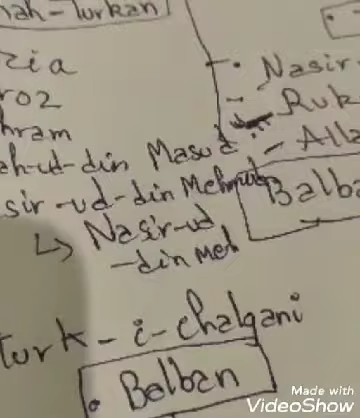 nah-Turkan
zia
roz
hram
ah-ud-din Masud
sir-ud-din Mehmud
↳ Nasir-ud
-din Meh
• Nasir-
- Ruk
- Alla
Balba
Turk-i-Chalgani
• Balban
Made with
VideoShow